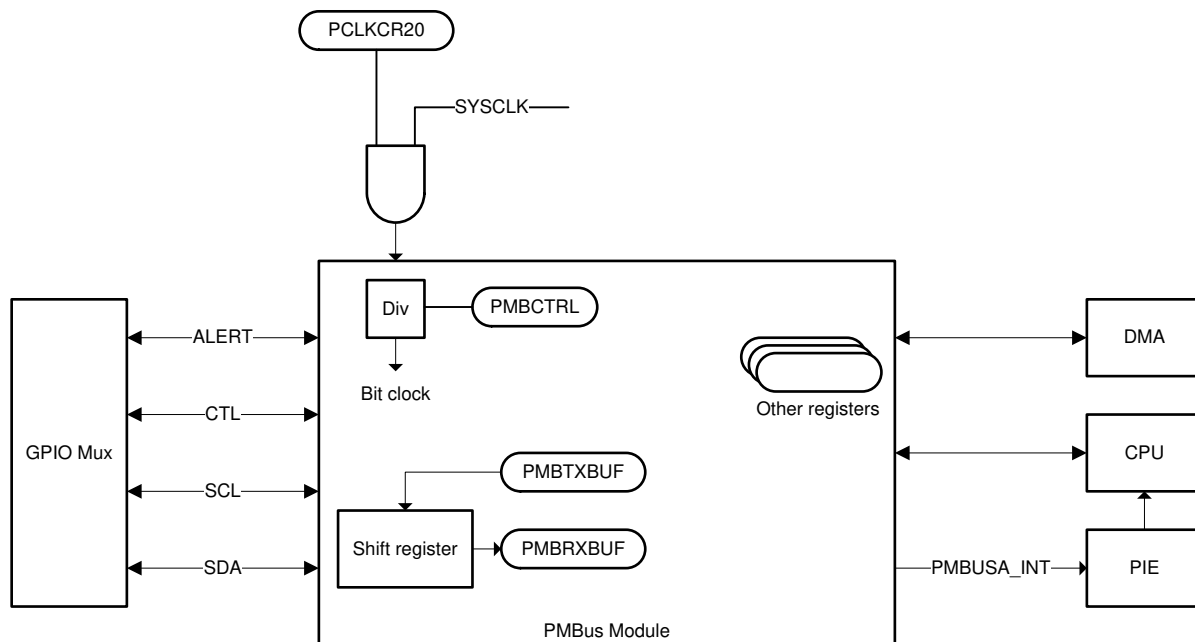 PCLKCR20
SYSCLK
Div
PMBCTRL
ALERT
DMA
Bit clock
Other registers
CTL
GPIO Mux
CPU
PMBTXBUF
SCL
Shift register
PMBRXBUF
SDA
PMBUSA_INT
PIE
PMBus Module